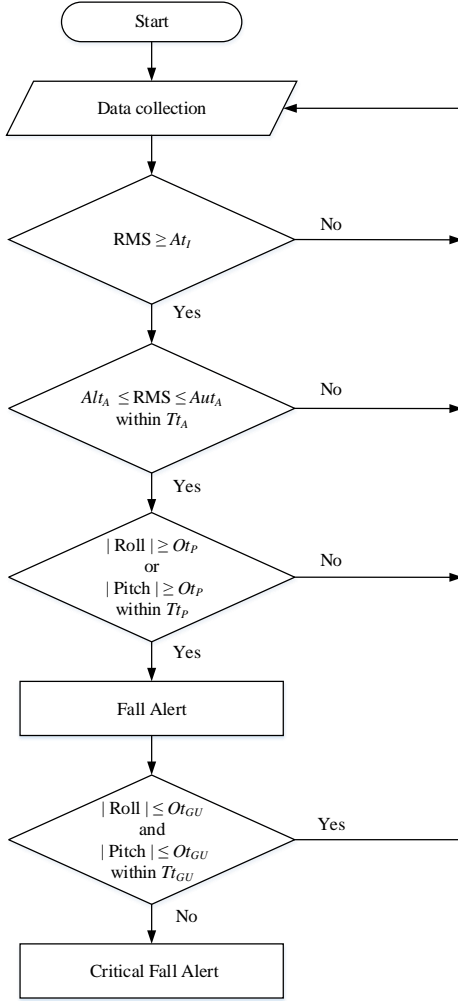 Start
Data collection
RMS ≥ At_I
No
Yes
Alt_A ≤ RMS ≤ Aut_A
within Tt_A
No
Yes
| Roll | ≥ Ot_P
or
| Pitch | ≥ Ot_P
within Tt_P
No
Yes
Fall Alert
| Roll | ≤ Ot_GU
and
| Pitch | ≤ Ot_GU
within Tt_GU
Yes
No
Critical Fall Alert